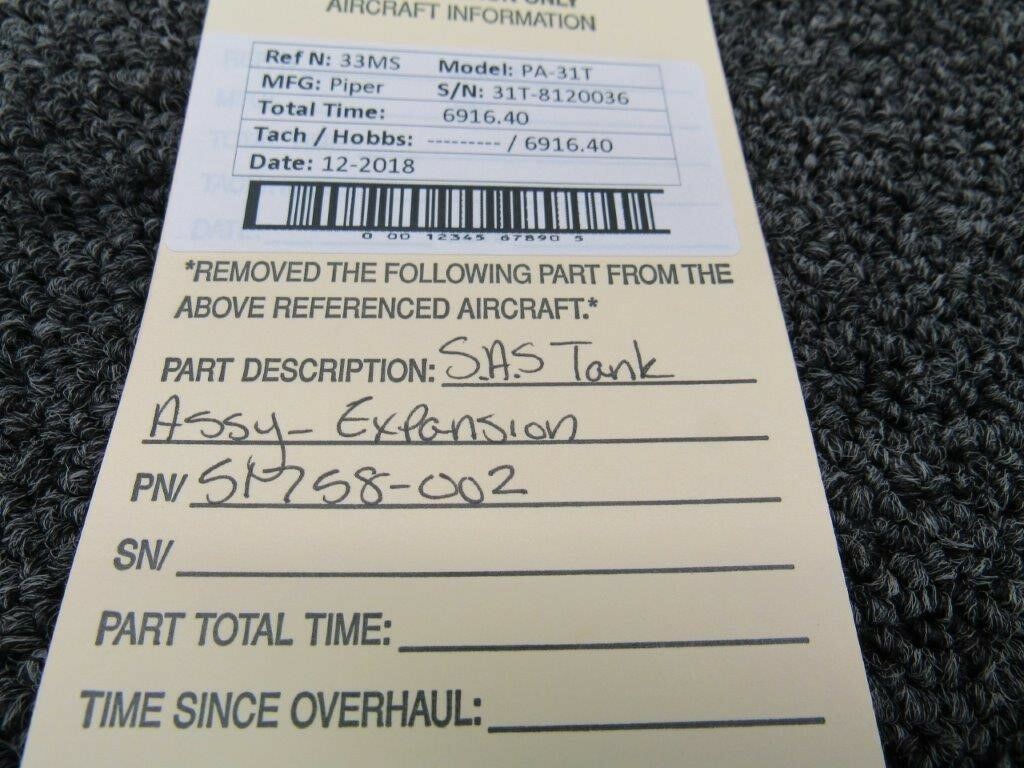 ONLY
AIRCRAFT INFORMATION
Ref N: 33MS Model: PA-31T
MFG: Piper S/N: 31T-8120036
Total Time: 6916.40
Tach / Hobbs: --------- / 6916.40
Date: 12-2018
0 00 12345 67890 5
*REMOVED THE FOLLOWING PART FROM THE
ABOVE REFERENCED AIRCRAFT.*
PART DESCRIPTION: S.A.S Tank
Assy- Expansion
PN/ 51758-002
SN/
PART TOTAL TIME:
TIME SINCE OVERHAUL: